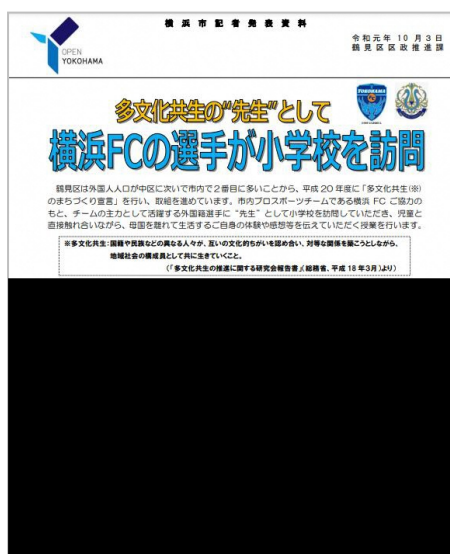 横浜市記者発表資料
令和元年10月3日
鶴見区区政推進課
OPEN
YOKOHAMA
多文化共生の“先生”として
横浜FCの選手が小学校を訪問
鶴見区は外国人人口が中区に次いで市内で2番目に多いことから、平成20年度に「多文化共生(※)
のまちづくり宣言」を行い、取組を進めています。市内プロスポーツチームである横浜FCご協力の
もと、チームの主力として活躍する外国籍選手に“先生”として小学校を訪問していただき、児童と
直接触れ合いながら、母国を離れて生活するご自身の体験や感想等を伝えていただく授業を行います。
※多文化共生:国籍や民族などの異なる人々が、互いの文化的ちがいを認め合い、対等な関係を築こうとしながら、
地域社会の構成員として共に生きていくこと。
(「多文化共生の推進に関する研究会報告書」(総務省、平成18年3月)より)